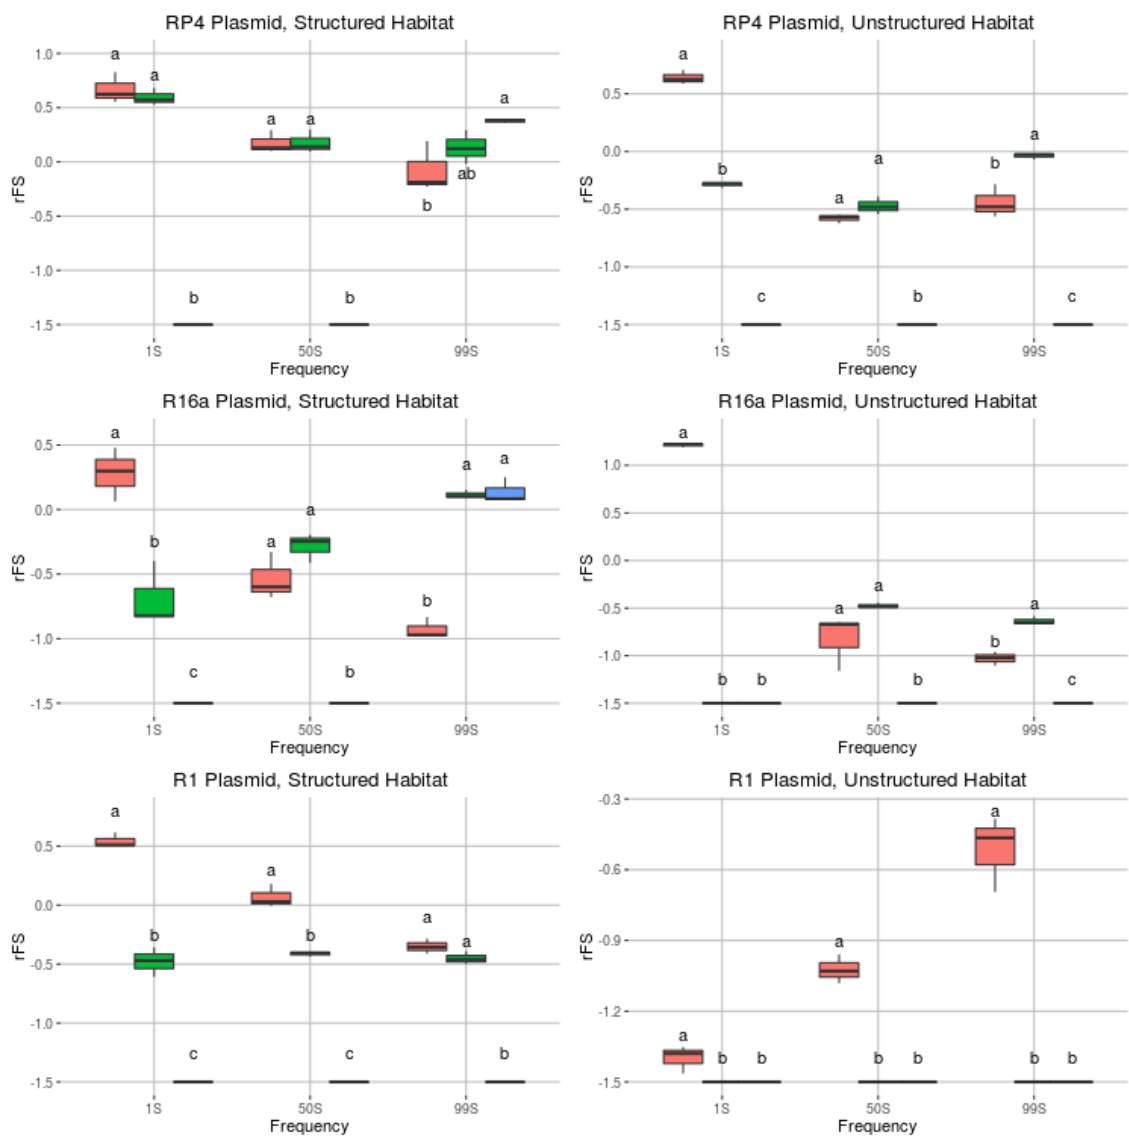 RP4 Plasmid, Structured Habitat
rFS
1.0
0.5
0.0
-0.5
-1.0
-1.5
a
a
b
a
a
b
b
ab
a
1S
50S
99S
Frequency
RP4 Plasmid, Unstructured Habitat
rFS
0.5
0.0
-0.5
-1.0
-1.5
a
b
c
a
a
b
b
a
c
1S
50S
99S
Frequency
R16a Plasmid, Structured Habitat
rFS
0.5
0.0
-0.5
-1.0
-1.5
a
b
c
a
a
b
b
a
a
1S
50S
99S
Frequency
R16a Plasmid, Unstructured Habitat
rFS
1.0
0.5
0.0
-0.5
-1.0
-1.5
a
b
b
a
a
b
b
a
c
1S
50S
99S
Frequency
R1 Plasmid, Structured Habitat
rFS
0.5
0.0
-0.5
-1.0
-1.5
a
b
c
a
b
c
a
a
b
1S
50S
99S
Frequency
R1 Plasmid, Unstructured Habitat
rFS
-0.3
-0.6
-0.9
-1.2
-1.5
a
b
b
a
b
b
a
b
b
1S
50S
99S
Frequency